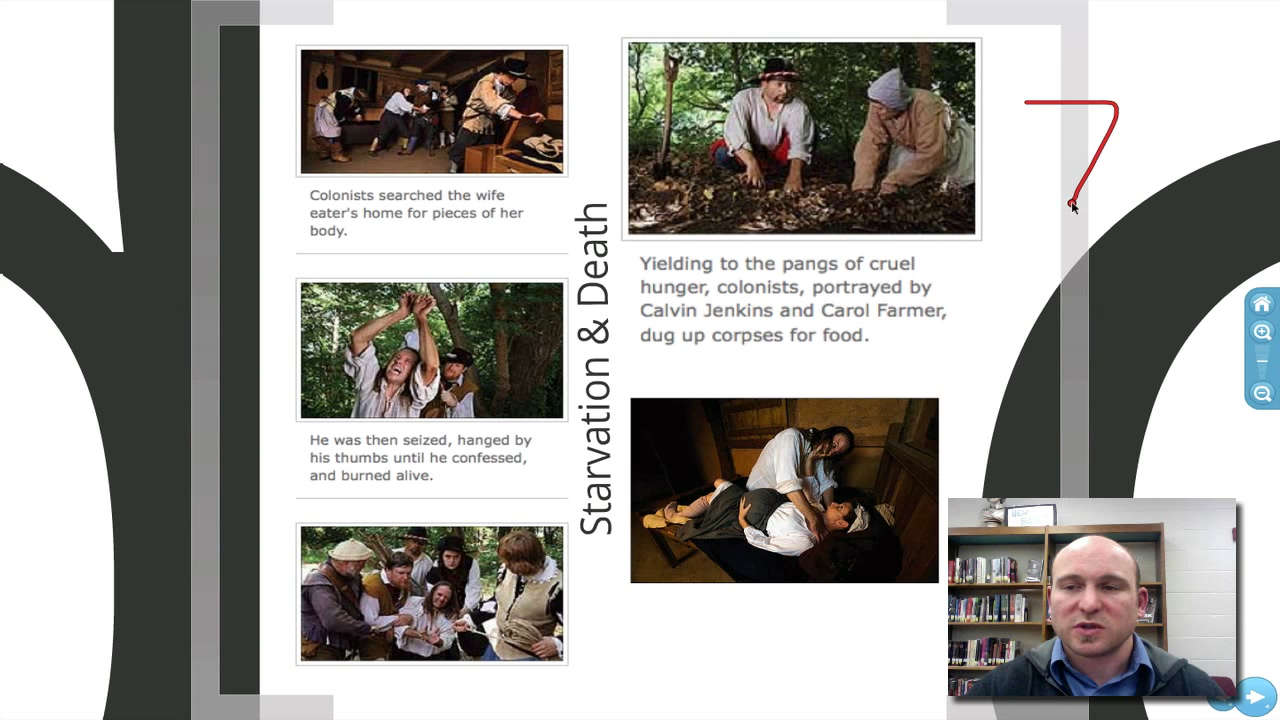 Colonists searched the wife
eater's home for pieces of her
body.
He was then seized, hanged by
his thumbs until he confessed,
and burned alive.
Starvation & Death
Yielding to the pangs of cruel
hunger, colonists, portrayed by
Calvin Jenkins and Carol Farmer,
dug up corpses for food.
7
NEW